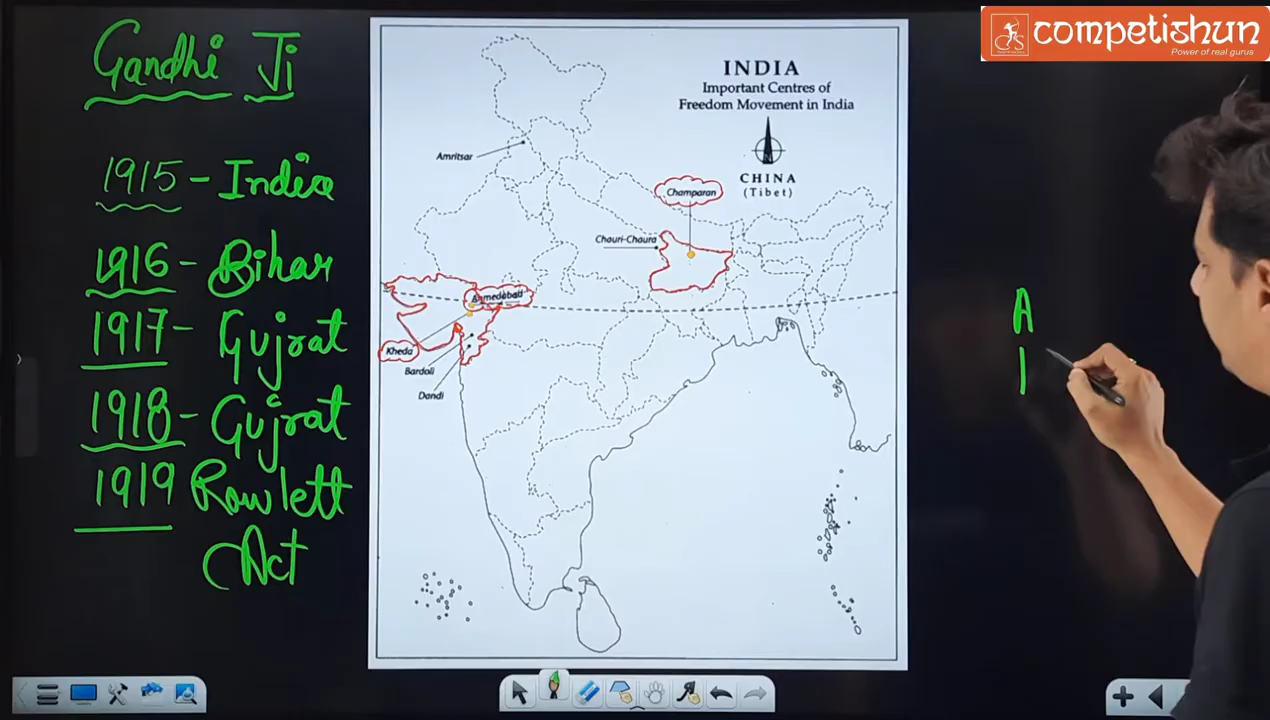 Gandhi Ji
1915 - India
1916 - Bihar
1917 - Gujrat
1918 - Gujrat
1919 Rowlett
Act
INDIA
Important Centres of
Freedom Movement in India
N
CHINA
(Tibet)
Amritsar
Champaran
Chauri-Chaura
Ahmedabad
Kheda
Bardoli
Dandi
A
I
competishun
Power of real gurus